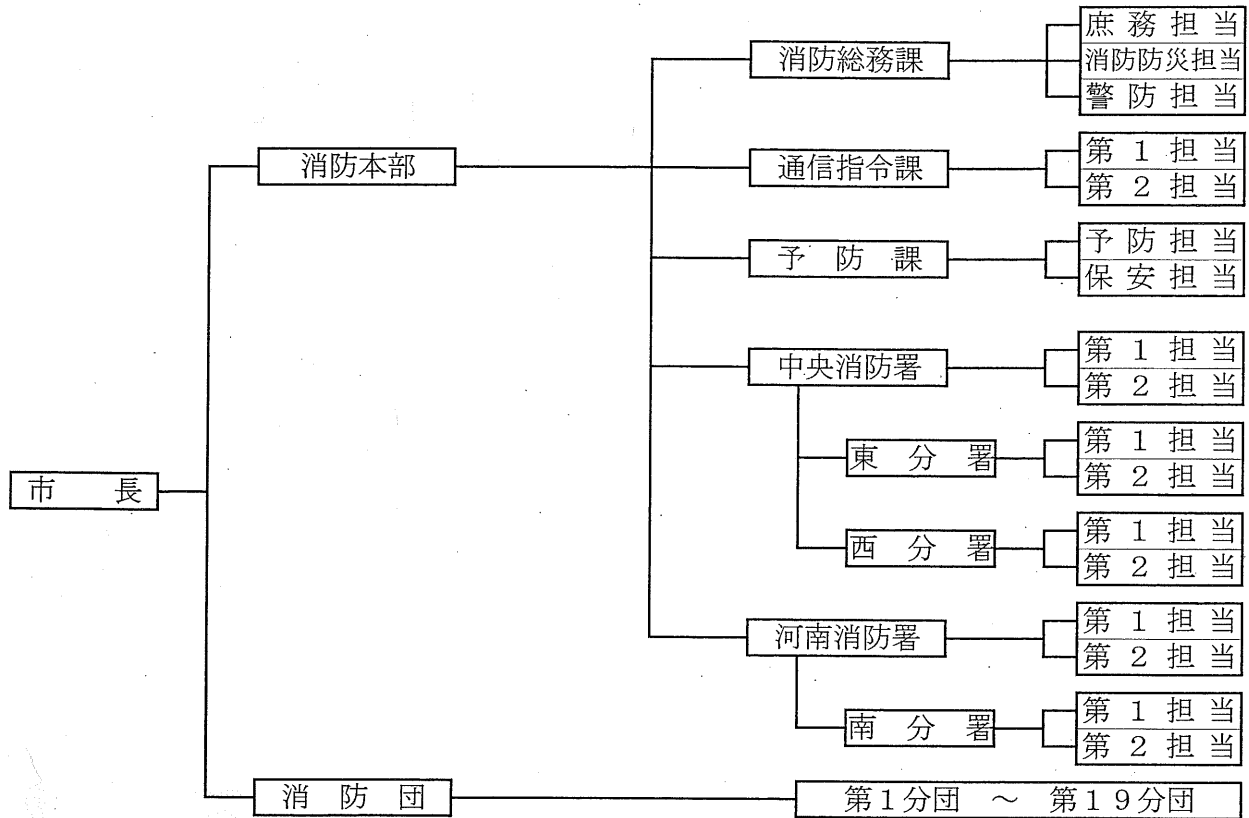 庶務担当
消防総務課
消防防災担当
警防担当
消防本部
通信指令課
第1担当
第2担当
予防課
予防担当
保安担当
中央消防署
第1担当
第2担当
東分署
第1担当
第2担当
市長
西分署
第1担当
第2担当
河南消防署
第1担当
第2担当
南分署
第1担当
第2担当
消防団
第1分団 ～ 第19分団